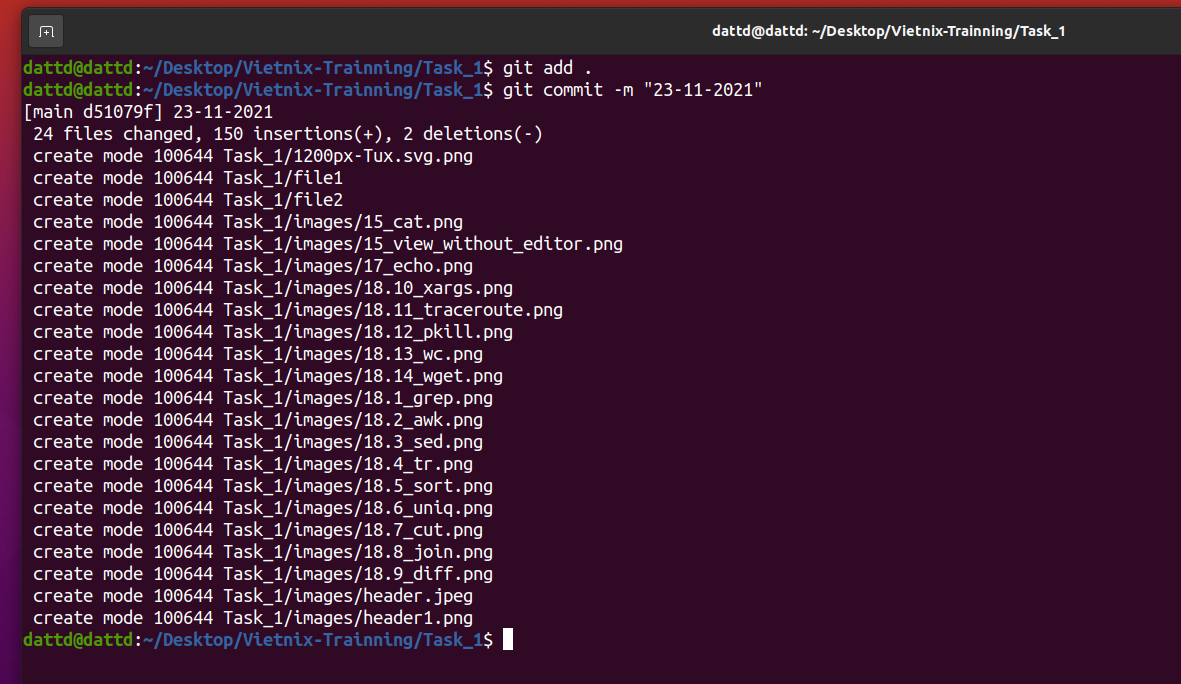 dattd@dattd: ~/Desktop/Vietnix-Trainning/Task_1
dattd@dattd:~/Desktop/Vietnix-Trainning/Task_1$ git add .
dattd@dattd:~/Desktop/Vietnix-Trainning/Task_1$ git commit -m "23-11-2021"
[main d51079f] 23-11-2021
 24 files changed, 150 insertions(+), 2 deletions(-)
 create mode 100644 Task_1/1200px-Tux.svg.png
 create mode 100644 Task_1/file1
 create mode 100644 Task_1/file2
 create mode 100644 Task_1/images/15_cat.png
 create mode 100644 Task_1/images/15_view_without_editor.png
 create mode 100644 Task_1/images/17_echo.png
 create mode 100644 Task_1/images/18.10_xargs.png
 create mode 100644 Task_1/images/18.11_traceroute.png
 create mode 100644 Task_1/images/18.12_pkill.png
 create mode 100644 Task_1/images/18.13_wc.png
 create mode 100644 Task_1/images/18.14_wget.png
 create mode 100644 Task_1/images/18.1_grep.png
 create mode 100644 Task_1/images/18.2_awk.png
 create mode 100644 Task_1/images/18.3_sed.png
 create mode 100644 Task_1/images/18.4_tr.png
 create mode 100644 Task_1/images/18.5_sort.png
 create mode 100644 Task_1/images/18.6_uniq.png
 create mode 100644 Task_1/images/18.7_cut.png
 create mode 100644 Task_1/images/18.8_join.png
 create mode 100644 Task_1/images/18.9_diff.png
 create mode 100644 Task_1/images/header.jpeg
 create mode 100644 Task_1/images/header1.png
dattd@dattd:~/Desktop/Vietnix-Trainning/Task_1$